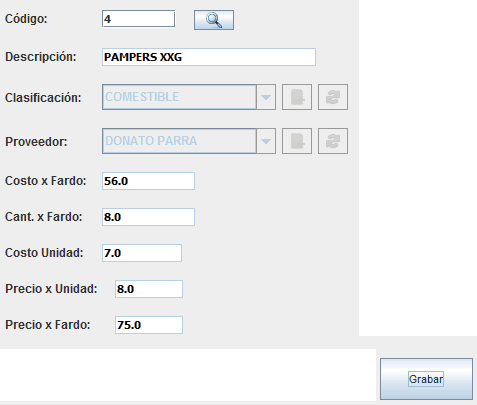 Código: 4
Descripción: PAMPERS XXG
Clasificación: COMESTIBLE
Proveedor: DONATO PARRA
Costo x Fardo: 56.0
Cant. x Fardo: 8.0
Costo Unidad: 7.0
Precio x Unidad: 8.0
Precio x Fardo: 75.0
Grabar